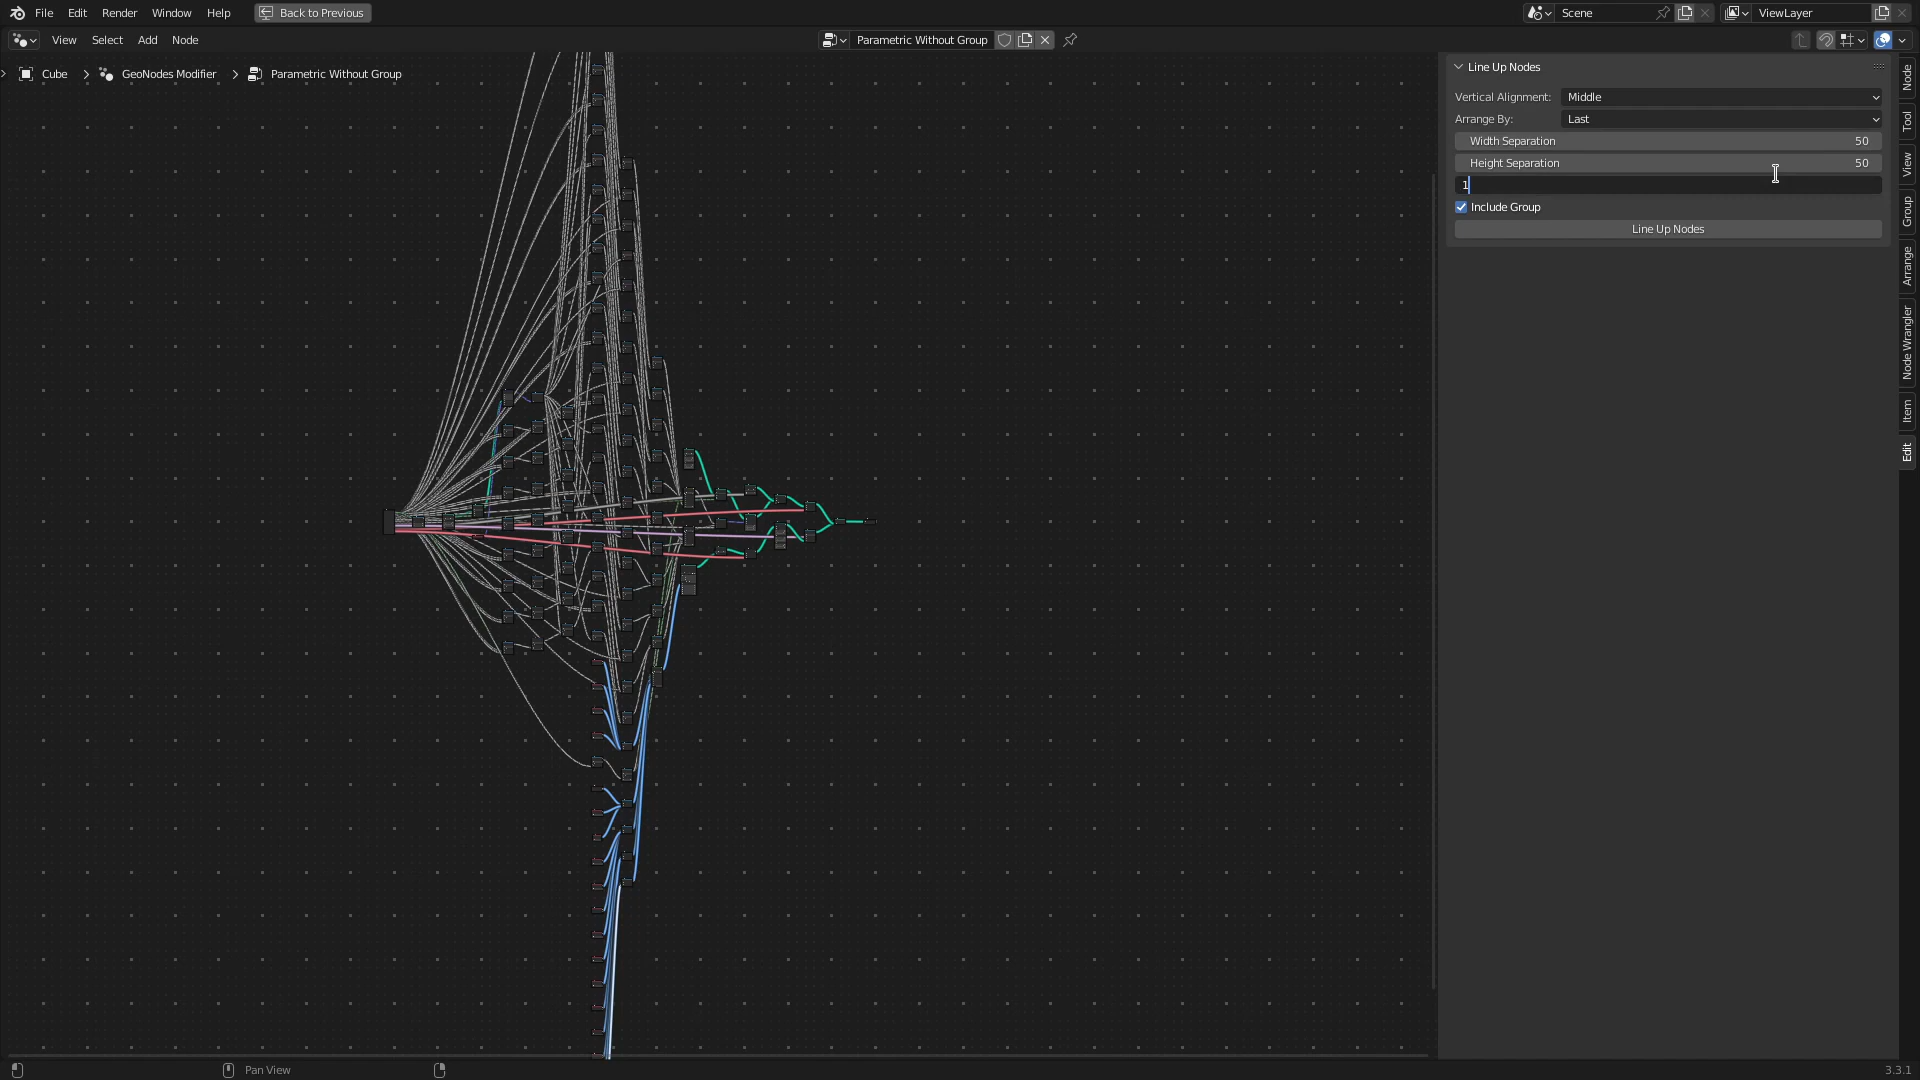 File Edit Render Window Help Back to Previous Scene ViewLayer
View Select Add Node Parametric Without Group
Cube GeoNodes Modifier Parametric Without Group
Line Up Nodes
Vertical Alignment: Middle
Arrange By: Last
Width Separation 50
Height Separation 50
1
Include Group
Line Up Nodes
Node
Tool
View
Group
Arrange
Node Wrangler
Item
Edit
Pan View
3.3.1